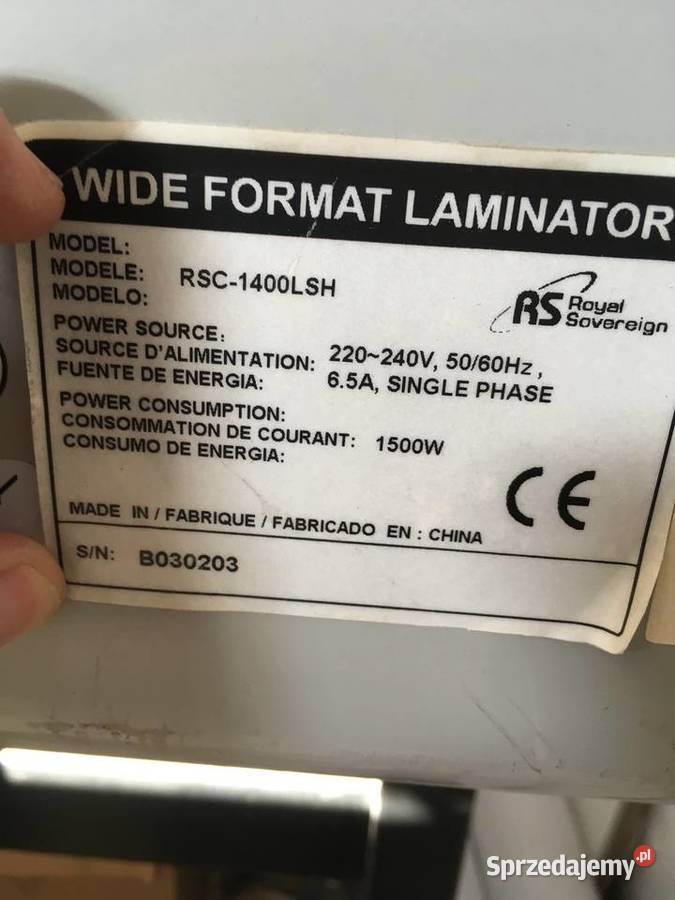 WIDE FORMAT LAMINATOR
MODEL:
MODELE: RSC-1400LSH
MODELO:
RS Royal Sovereign
POWER SOURCE:
SOURCE D'ALIMENTATION: 220~240V, 50/60Hz ,
FUENTE DE ENERGIA: 6.5A, SINGLE PHASE
POWER CONSUMPTION:
CONSOMMATION DE COURANT: 1500W
CONSUMO DE ENERGIA:
CE
MADE IN / FABRIQUE / FABRICADO EN : CHINA
S/N: B030203
Sprzedajemy.pl